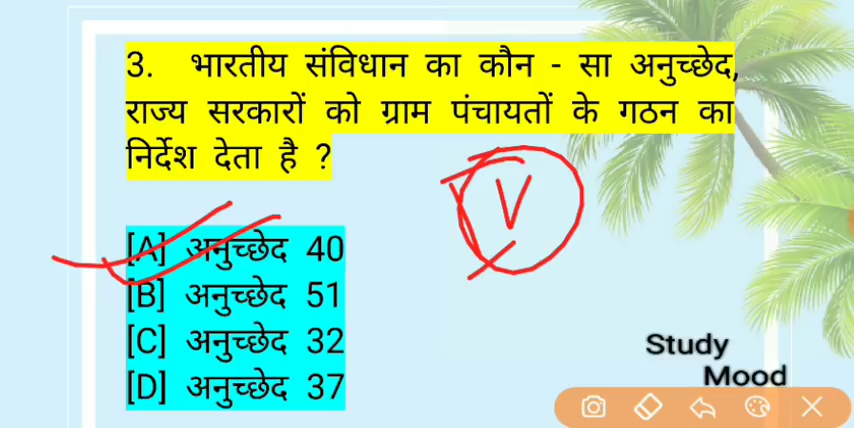 3. भारतीय संविधान का कौन - सा अनुच्छेद,
राज्य सरकारों को ग्राम पंचायतों के गठन का
निर्देश देता है ?
V
[A] अनुच्छेद 40
[B] अनुच्छेद 51
[C] अनुच्छेद 32
[D] अनुच्छेद 37
Study
Mood